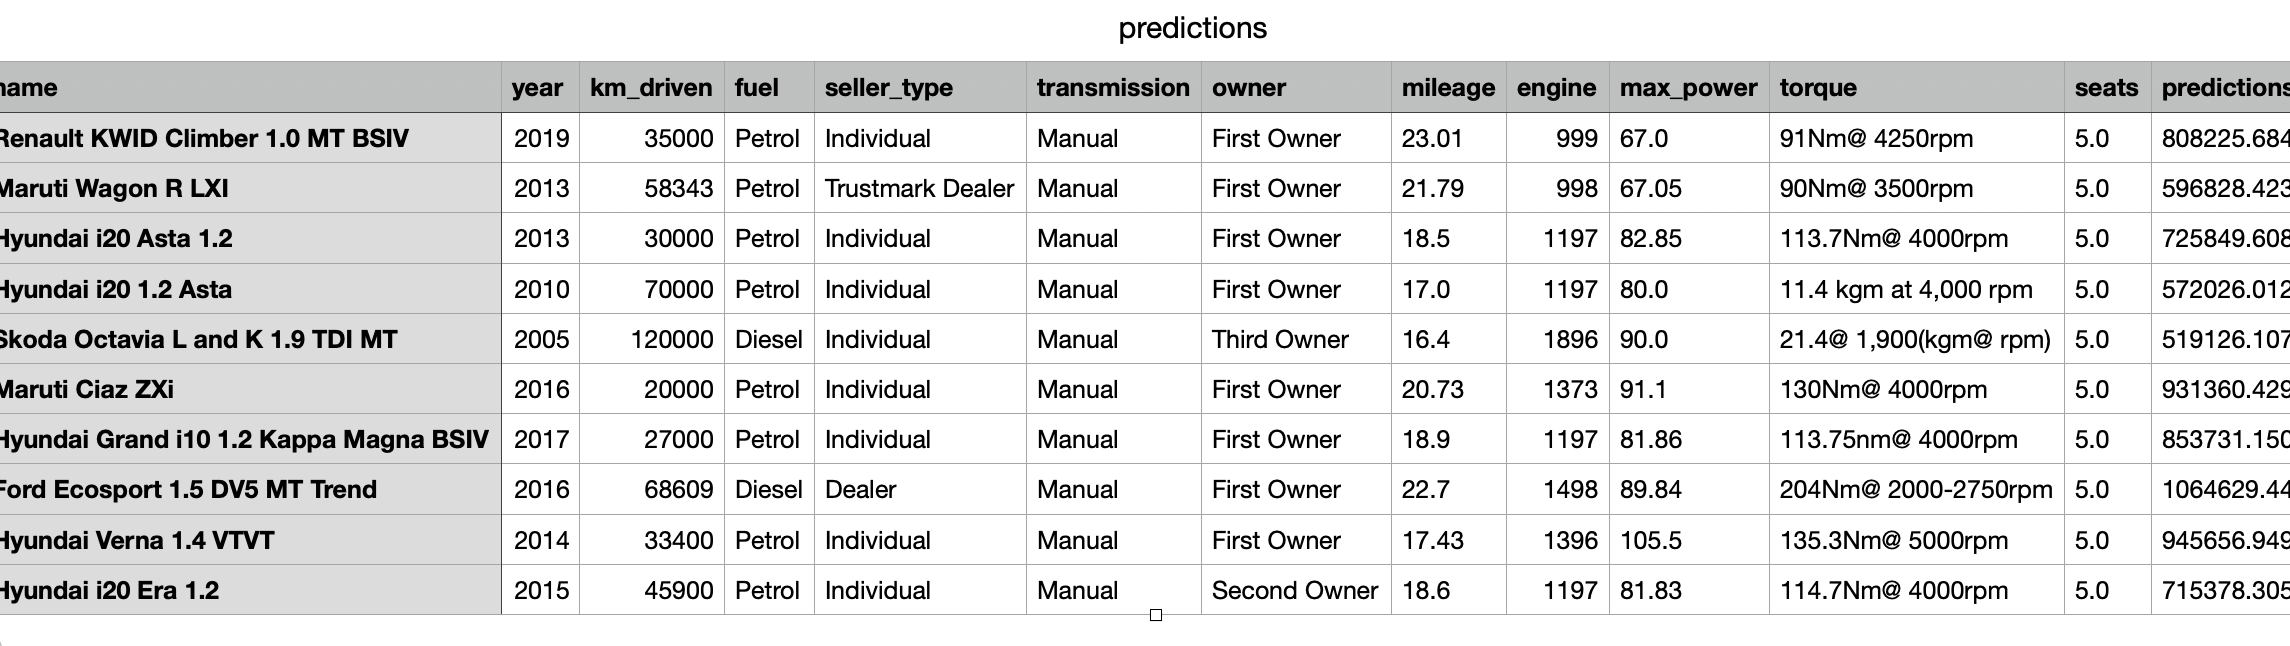 predictions
name year km_driven fuel seller_type transmission owner mileage engine max_power torque seats predictions
Renault KWID Climber 1.0 MT BSIV 2019 35000 Petrol Individual Manual First Owner 23.01 999 67.0 91Nm@ 4250rpm 5.0 808225.684
Maruti Wagon R LXI 2013 58343 Petrol Trustmark Dealer Manual First Owner 21.79 998 67.05 90Nm@ 3500rpm 5.0 596828.423
Hyundai i20 Asta 1.2 2013 30000 Petrol Individual Manual First Owner 18.5 1197 82.85 113.7Nm@ 4000rpm 5.0 725849.608
Hyundai i20 1.2 Asta 2010 70000 Petrol Individual Manual First Owner 17.0 1197 80.0 11.4 kgm at 4,000 rpm 5.0 572026.012
Skoda Octavia L and K 1.9 TDI MT 2005 120000 Diesel Individual Manual Third Owner 16.4 1896 90.0 21.4@ 1,900(kgm@ rpm) 5.0 519126.107
Maruti Ciaz ZXi 2016 20000 Petrol Individual Manual First Owner 20.73 1373 91.1 130Nm@ 4000rpm 5.0 931360.429
Hyundai Grand i10 1.2 Kappa Magna BSIV 2017 27000 Petrol Individual Manual First Owner 18.9 1197 81.86 113.75nm@ 4000rpm 5.0 853731.150
Ford Ecosport 1.5 DV5 MT Trend 2016 68609 Diesel Dealer Manual First Owner 22.7 1498 89.84 204Nm@ 2000-2750rpm 5.0 1064629.44
Hyundai Verna 1.4 VTVT 2014 33400 Petrol Individual Manual First Owner 17.43 1396 105.5 135.3Nm@ 5000rpm 5.0 945656.949
Hyundai i20 Era 1.2 2015 45900 Petrol Individual Manual Second Owner 18.6 1197 81.83 114.7Nm@ 4000rpm 5.0 715378.305